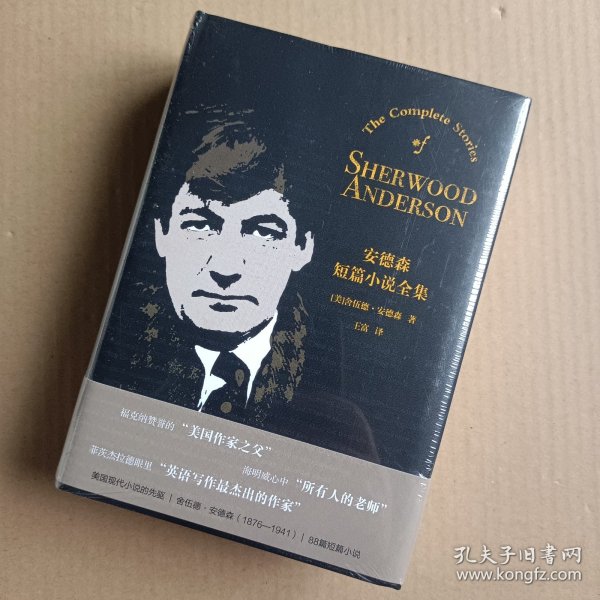 The Complete Stories
of
SHERWOOD
ANDERSON
安德森
短篇小说全集
[美]舍伍德·安德森 著
王富 译
福克纳赞誉的“美国作家之父”
海明威心中“所有人的老师”
菲茨杰拉德眼里“英语写作最杰出的作家”
美国现代小说的先驱｜舍伍德·安德森（1876—1941）｜88篇短篇小说
孔夫子旧书网
www.kongfz.com